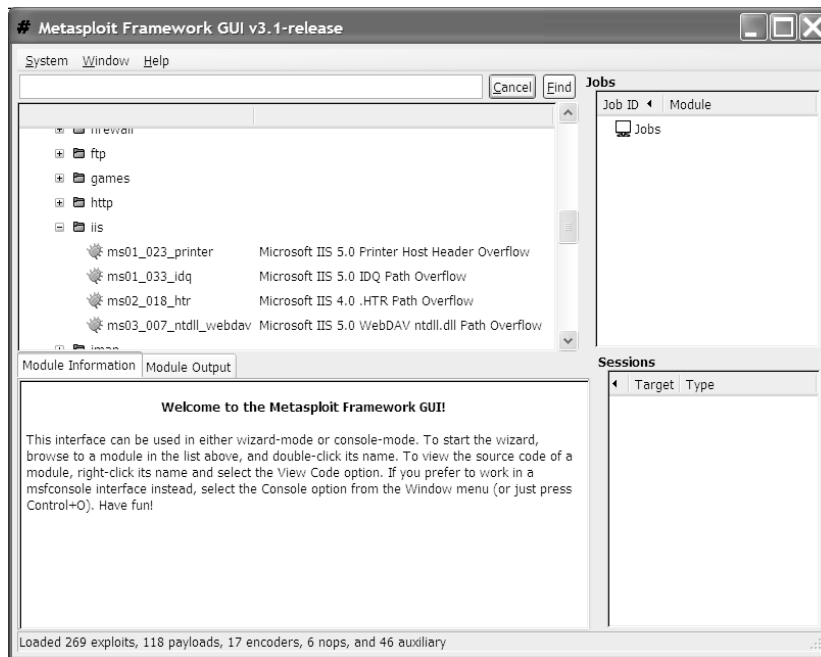 # Metasploit Framework GUI v3.1-release
System Window Help
Cancel Find
Jobs
Job ID Module
Jobs
firewall
ftp
games
http
iis
ms01_023_printer Microsoft IIS 5.0 Printer Host Header Overflow
ms01_033_idq Microsoft IIS 5.0 IDQ Path Overflow
ms02_018_htr Microsoft IIS 4.0 .HTR Path Overflow
ms03_007_ntdll_webdav Microsoft IIS 5.0 WebDAV ntdll.dll Path Overflow
imap
Module Information Module Output
Welcome to the Metasploit Framework GUI!
This interface can be used in either wizard-mode or console-mode. To start the wizard,
browse to a module in the list above, and double-click its name. To view the source code of a
module, right-click its name and select the View Code option. If you prefer to work in a
msfconsole interface instead, select the Console option from the Window menu (or just press
Control+O). Have fun!
Sessions
Target Type
Loaded 269 exploits, 118 payloads, 17 encoders, 6 nops, and 46 auxiliary